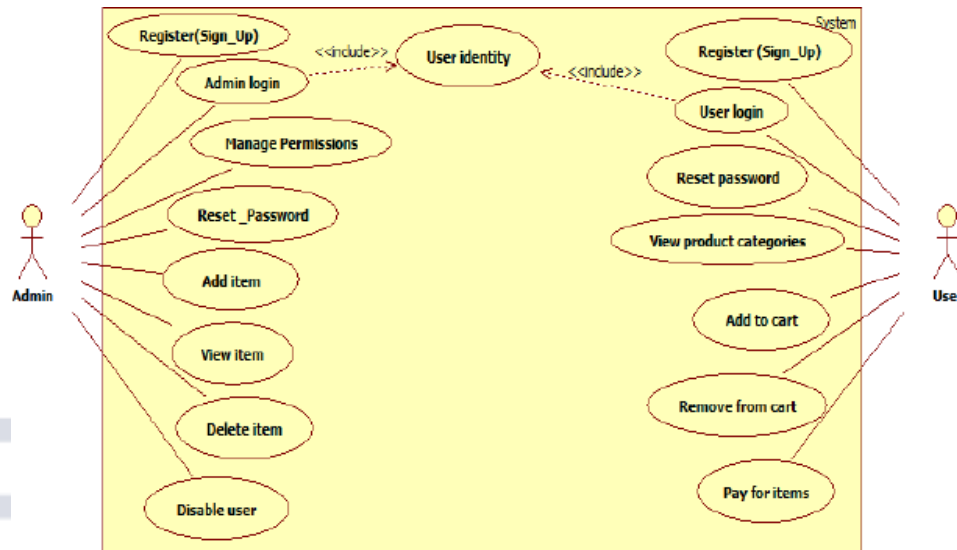 System
Register(Sign_Up)
<<include>>
User identity
Register (Sign_Up)
Admin login
<<include>>
User login
Manage Permissions
Reset password
Reset _Password
View product categories
Admin
Add item
Use
Add to cart
View item
Remove from cart
Delete item
Pay for items
Disable user